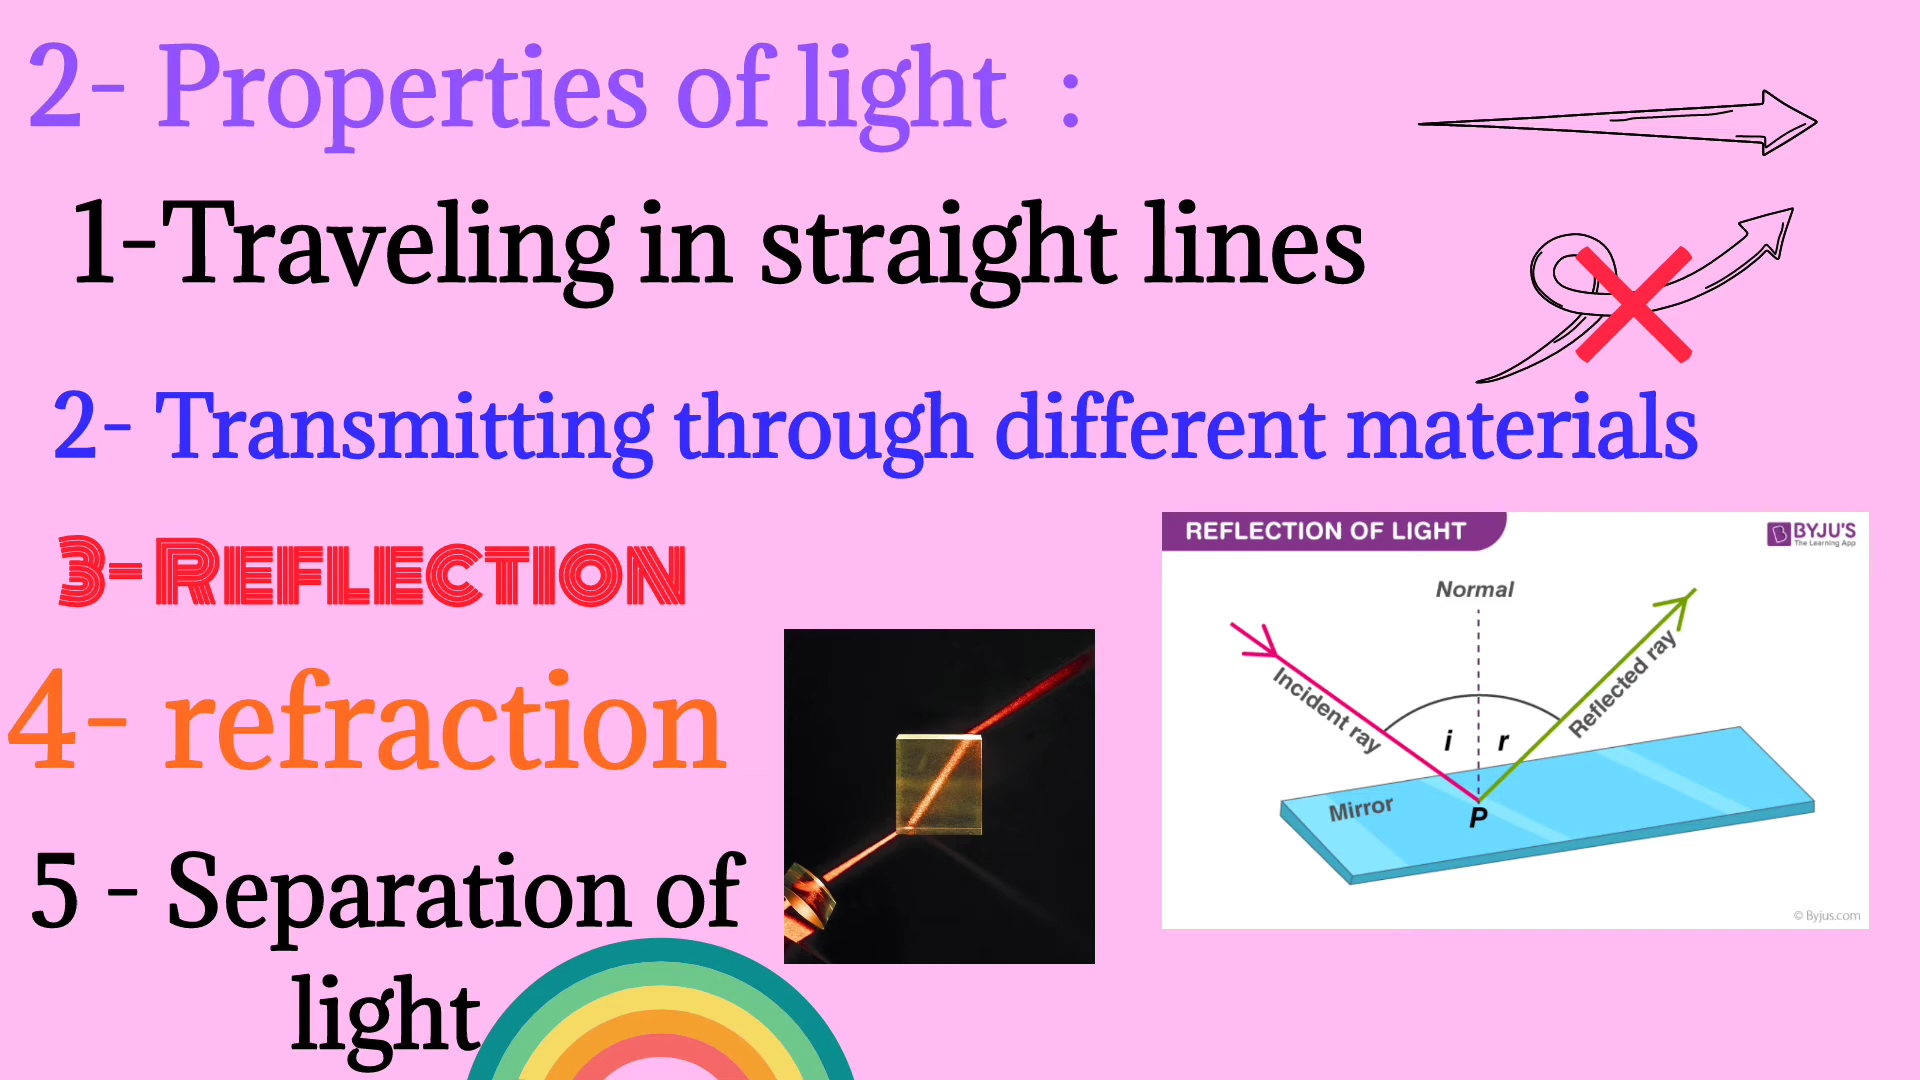 2- Properties of light :
1-Traveling in straight lines
2- Transmitting through different materials
3- REFLECTION
4- refraction
5 - Separation of
light
REFLECTION OF LIGHT
BYJU'S
The Learning App
Normal
Incident ray
Reflected ray
i
r
Mirror
P
© Byjus.com